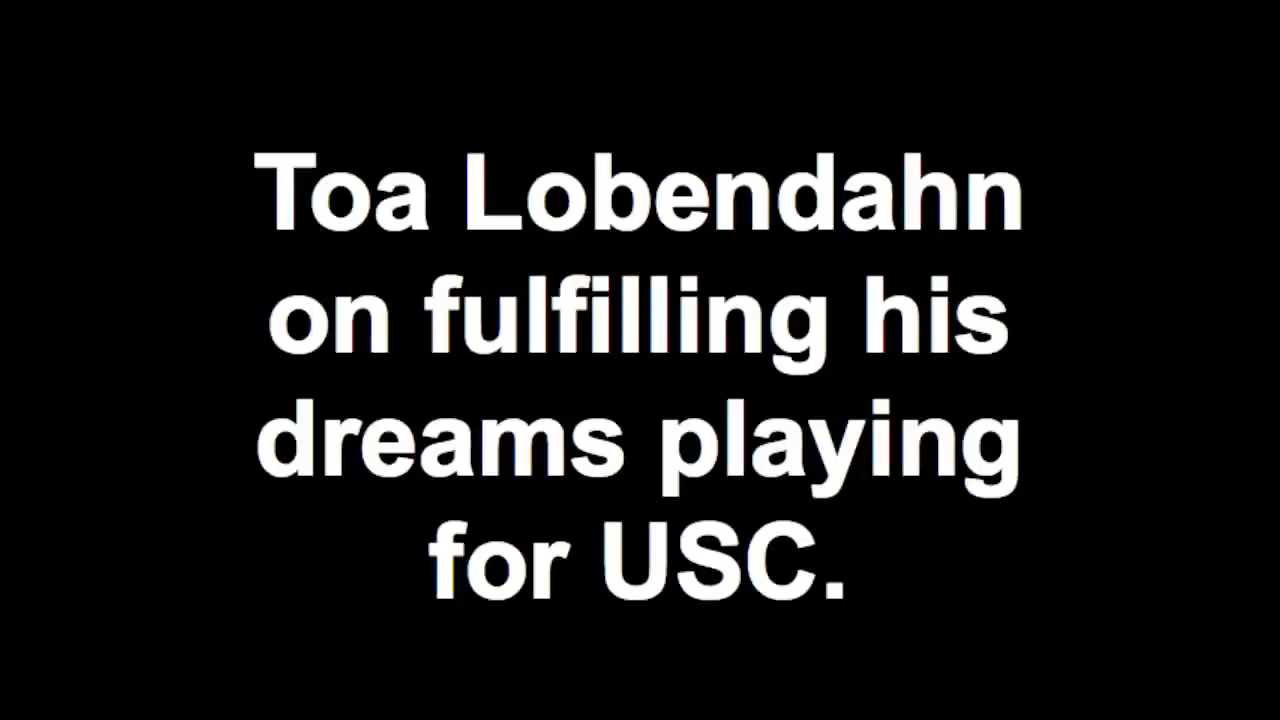 Toa Lobendahn
on fulfilling his
dreams playing
for USC.